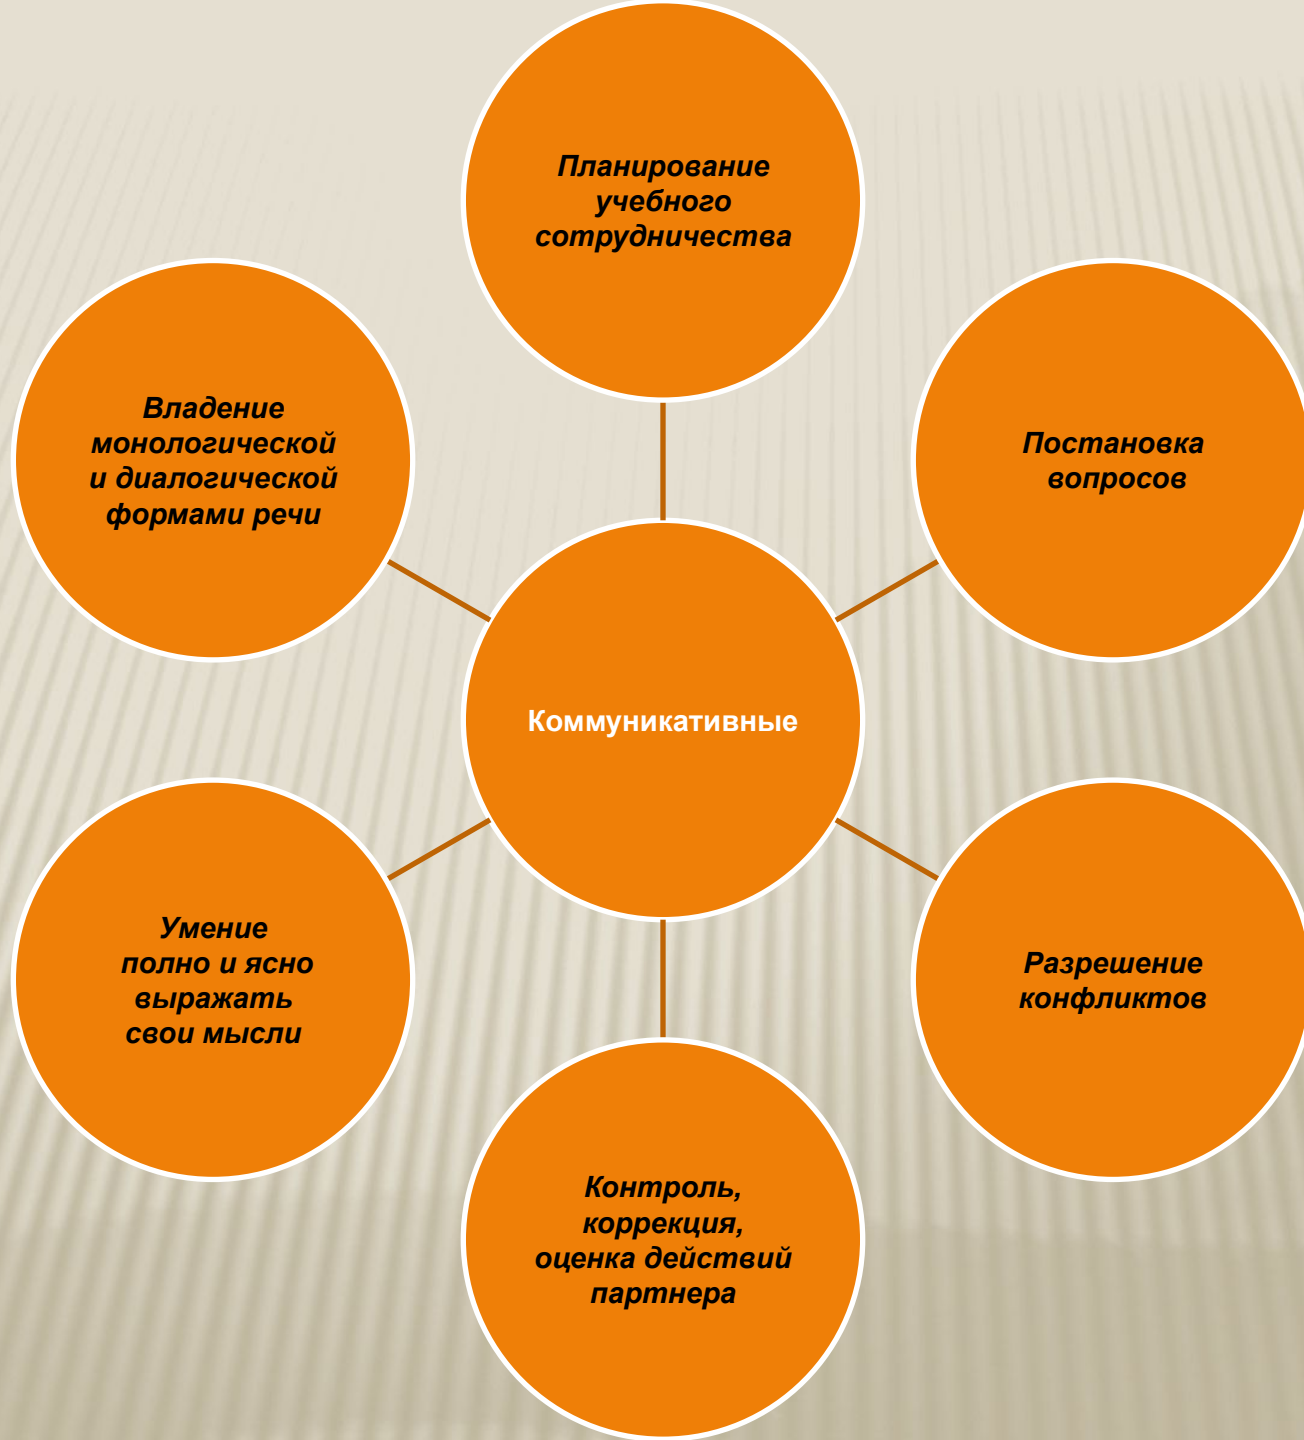 Планирование
учебного
сотрудничества
Постановка
вопросов
Разрешение
конфликтов
Контроль,
коррекция,
оценка действий
партнера
Умение
полно и ясно
выражать
свои мысли
Владение
монологической
и диалогической
формами речи
Коммуникативные